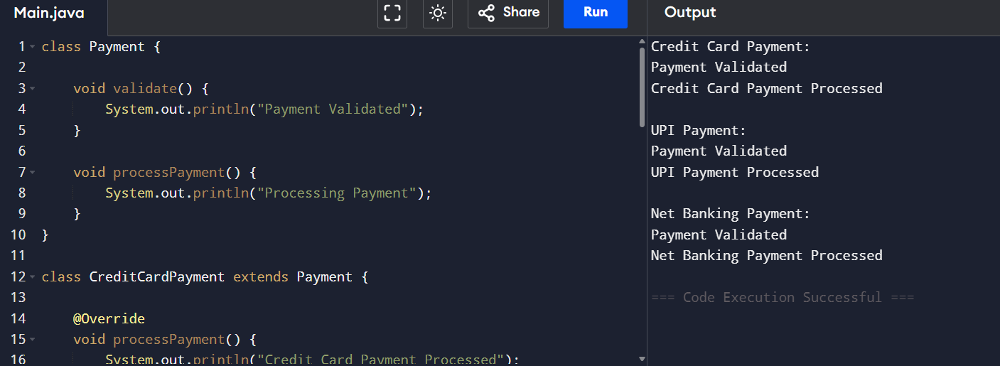 Main.java
Share
Run
Output
1 class Payment {
2
3 void validate() {
4 System.out.println("Payment Validated");
5 }
6
7 void processPayment() {
8 System.out.println("Processing Payment");
9 }
10 }
11
12 class CreditCardPayment extends Payment {
13
14 @Override
15 void processPayment() {
16 System.out.println("Credit Card Payment Processed");
Credit Card Payment:
Payment Validated
Credit Card Payment Processed
UPI Payment:
Payment Validated
UPI Payment Processed
Net Banking Payment:
Payment Validated
Net Banking Payment Processed
=== Code Execution Successful ===